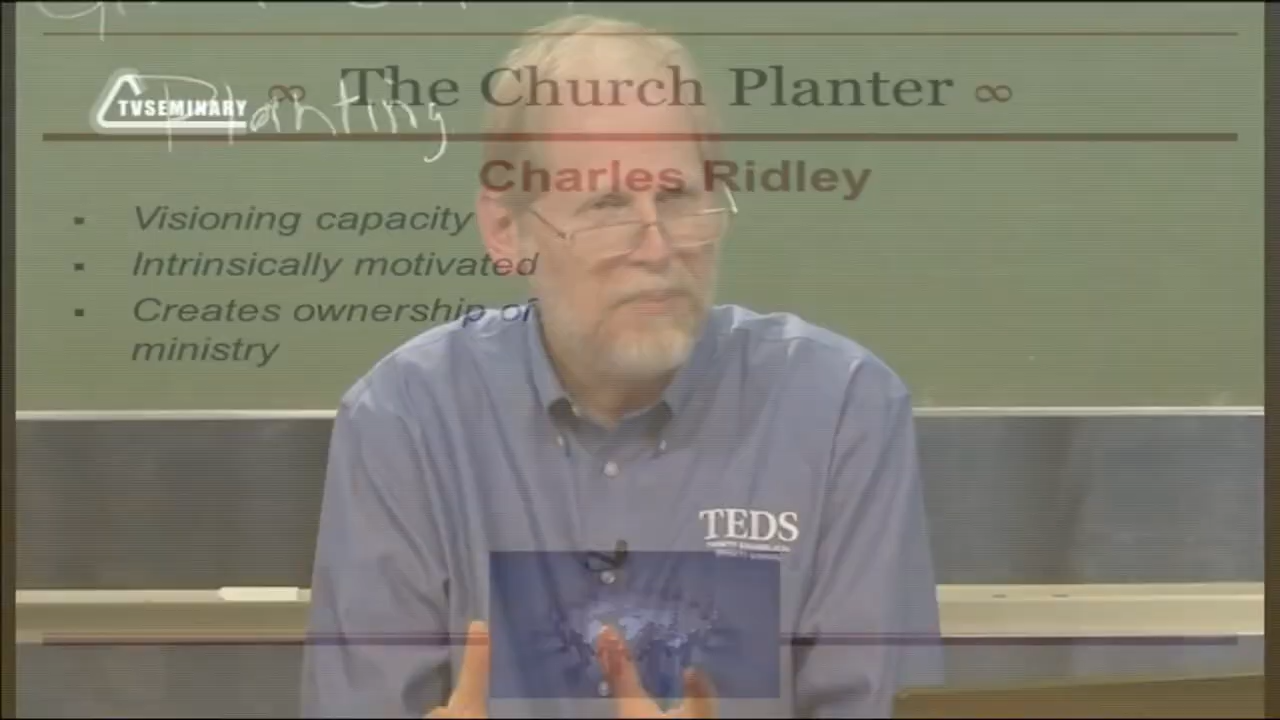 TVSEMINARY
Planting
∞ The Church Planter ∞
Charles Ridley
▪ Visioning capacity
▪ Intrinsically motivated
▪ Creates ownership of
ministry
TEDS